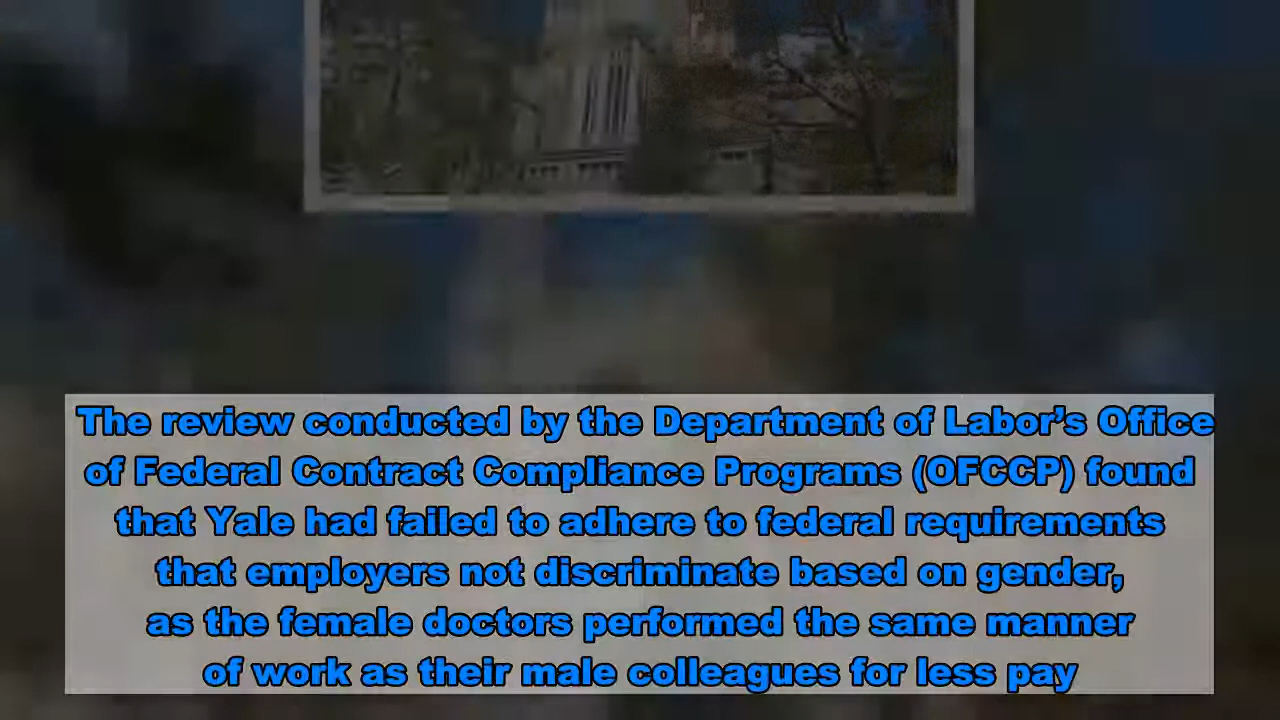 The review conducted by the Department of Labor’s Office
of Federal Contract Compliance Programs (OFCCP) found
that Yale had failed to adhere to federal requirements
that employers not discriminate based on gender,
as the female doctors performed the same manner
of work as their male colleagues for less pay